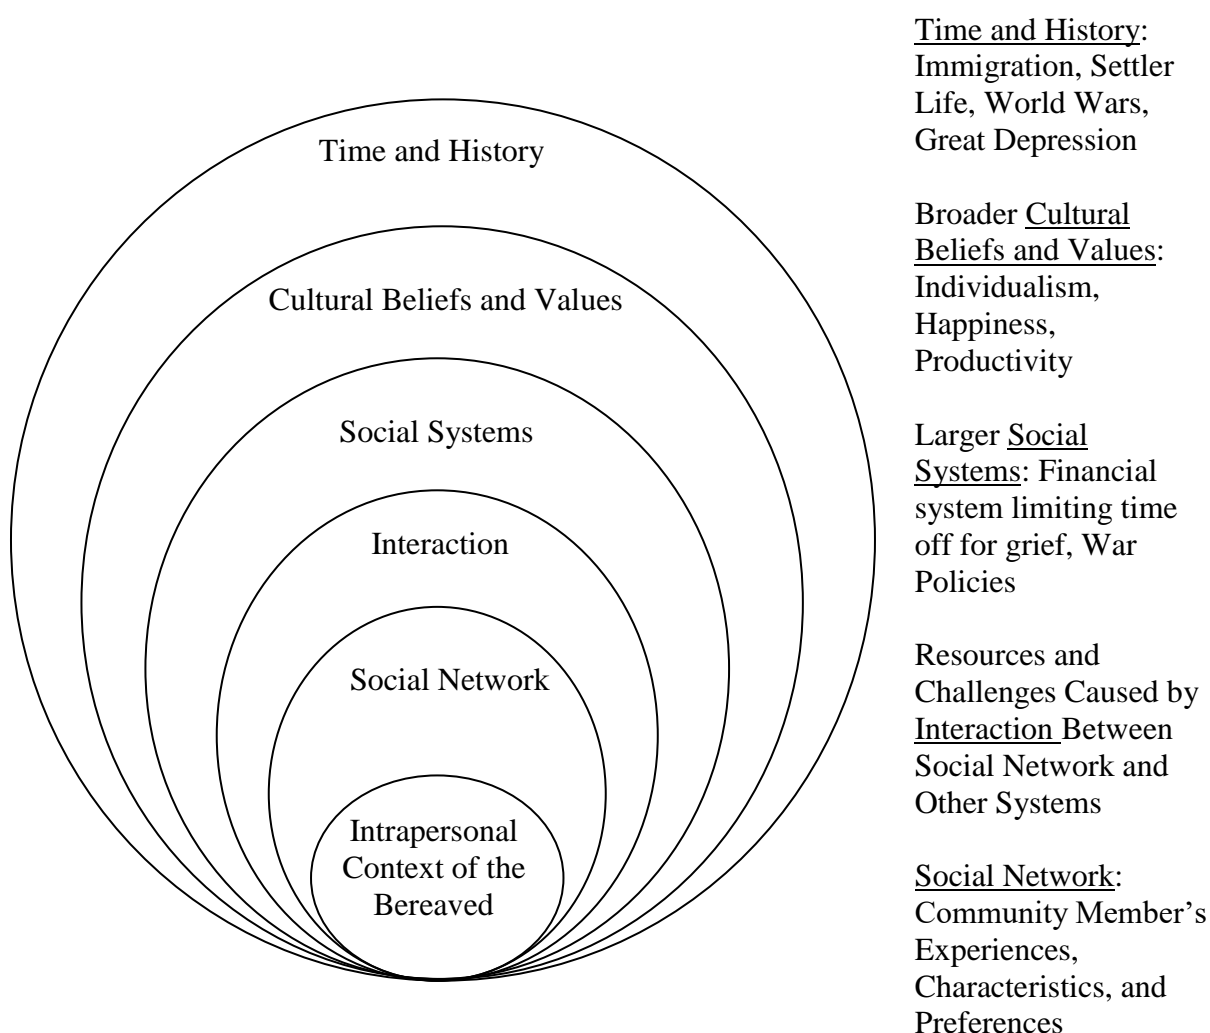 Time and History
Cultural Beliefs and Values
Social Systems
Interaction
Social Network
Intrapersonal
Context of the
Bereaved
Time and History:
Immigration, Settler
Life, World Wars,
Great Depression
Broader Cultural
Beliefs and Values:
Individualism,
Happiness,
Productivity
Larger Social
Systems: Financial
system limiting time
off for grief, War
Policies
Resources and
Challenges Caused by
Interaction Between
Social Network and
Other Systems
Social Network:
Community Member’s
Experiences,
Characteristics, and
Preferences